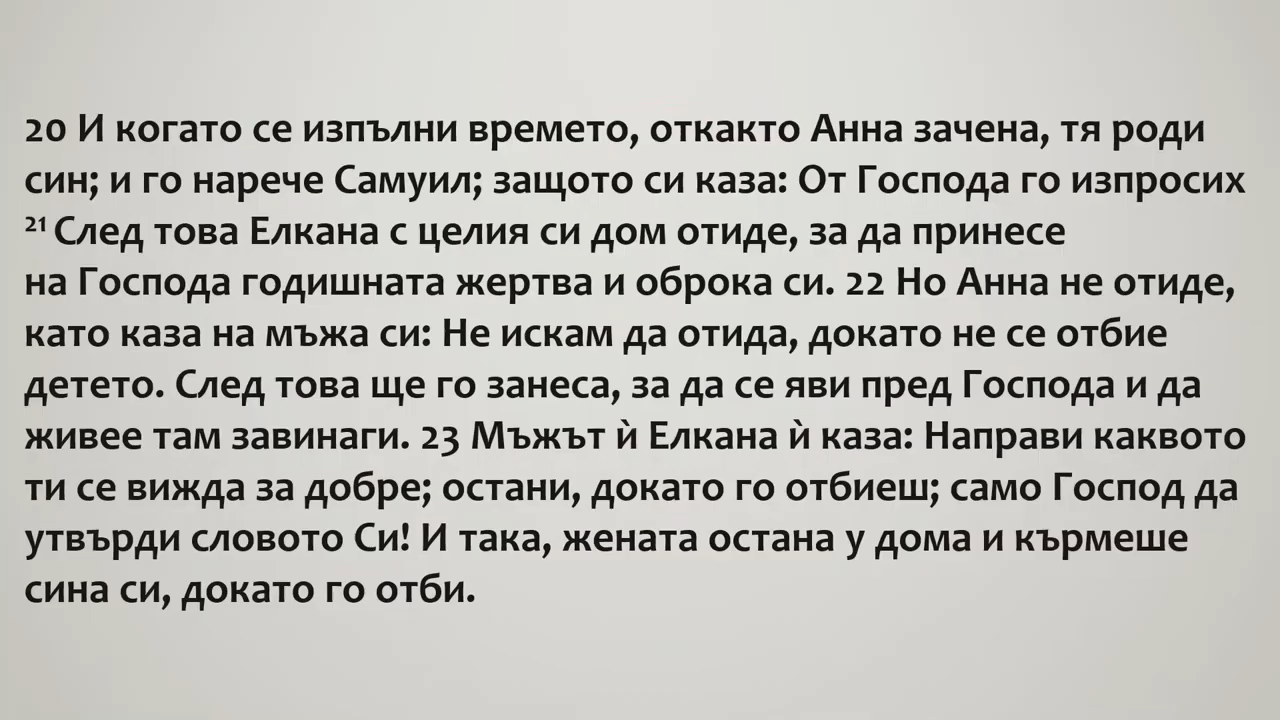 20 И когато се изпълни времето, откакто Анна зачена, тя роди
син; и го нарече Самуил; защото си каза: От Господа го изпросих
21 След това Елкана с целия си дом отиде, за да принесе
на Господа годишната жертва и оброка си. 22 Но Анна не отиде,
като каза на мъжа си: Не искам да отида, докато не се отбие
детето. След това ще го занеса, за да се яви пред Господа и да
живее там завинаги. 23 Мъжът ѝ Елкана ѝ каза: Направи каквото
ти се вижда за добре; остани, докато го отбиеш; само Господ да
утвърди словото Си! И така, жената остана у дома и кърмеше
сина си, докато го отби.